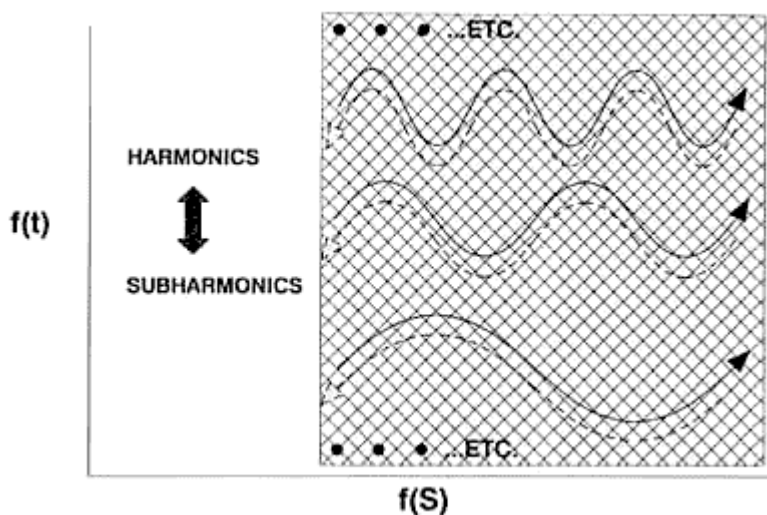 • • • ...ETC.
HARMONICS
f(t)
SUBHARMONICS
• • • ...ETC.
f(S)